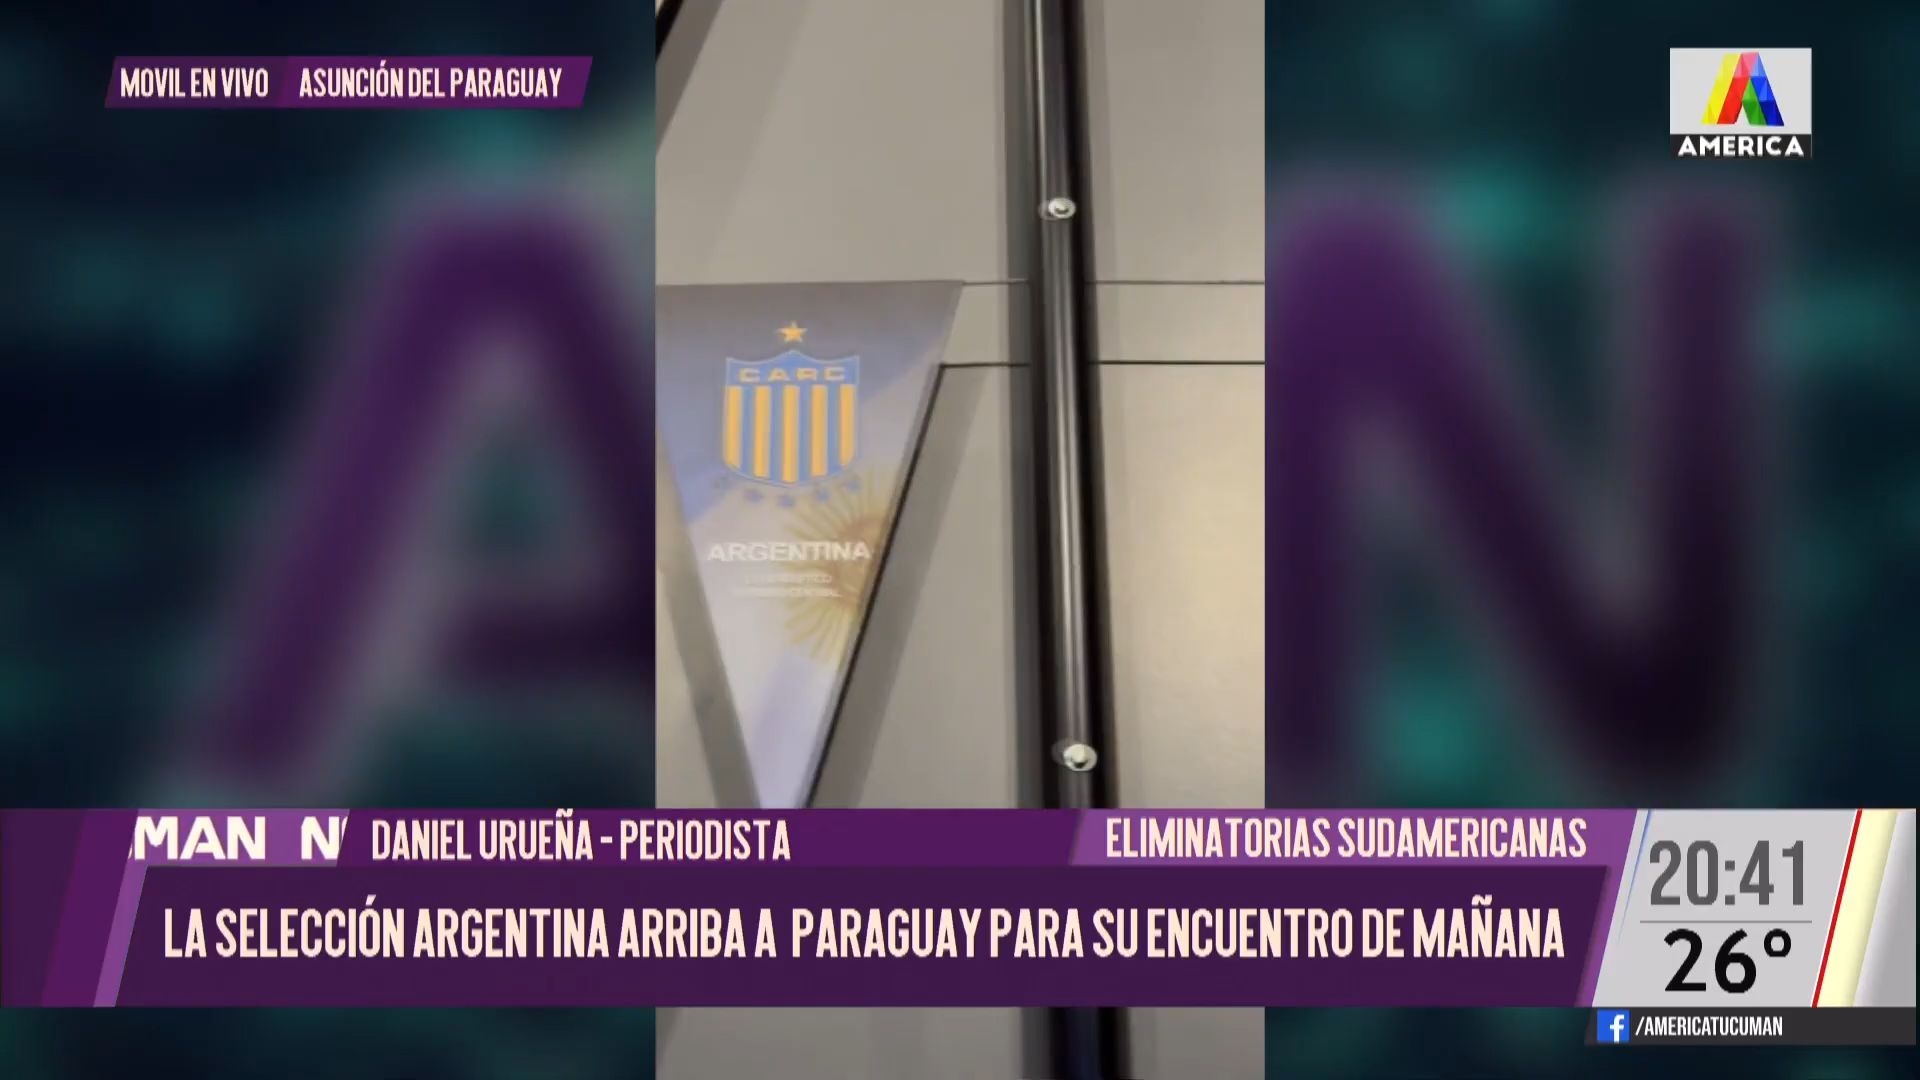 MOVIL EN VIVO ASUNCIÓN DEL PARAGUAY
AMERICA
CARC
ARGENTINA
MAN N
DANIEL URUEÑA - PERIODISTA
ELIMINATORIAS SUDAMERICANAS
LA SELECCIÓN ARGENTINA ARRIBA A PARAGUAY PARA SU ENCUENTRO DE MAÑANA
20:41
26°
/AMERICATUCUMAN